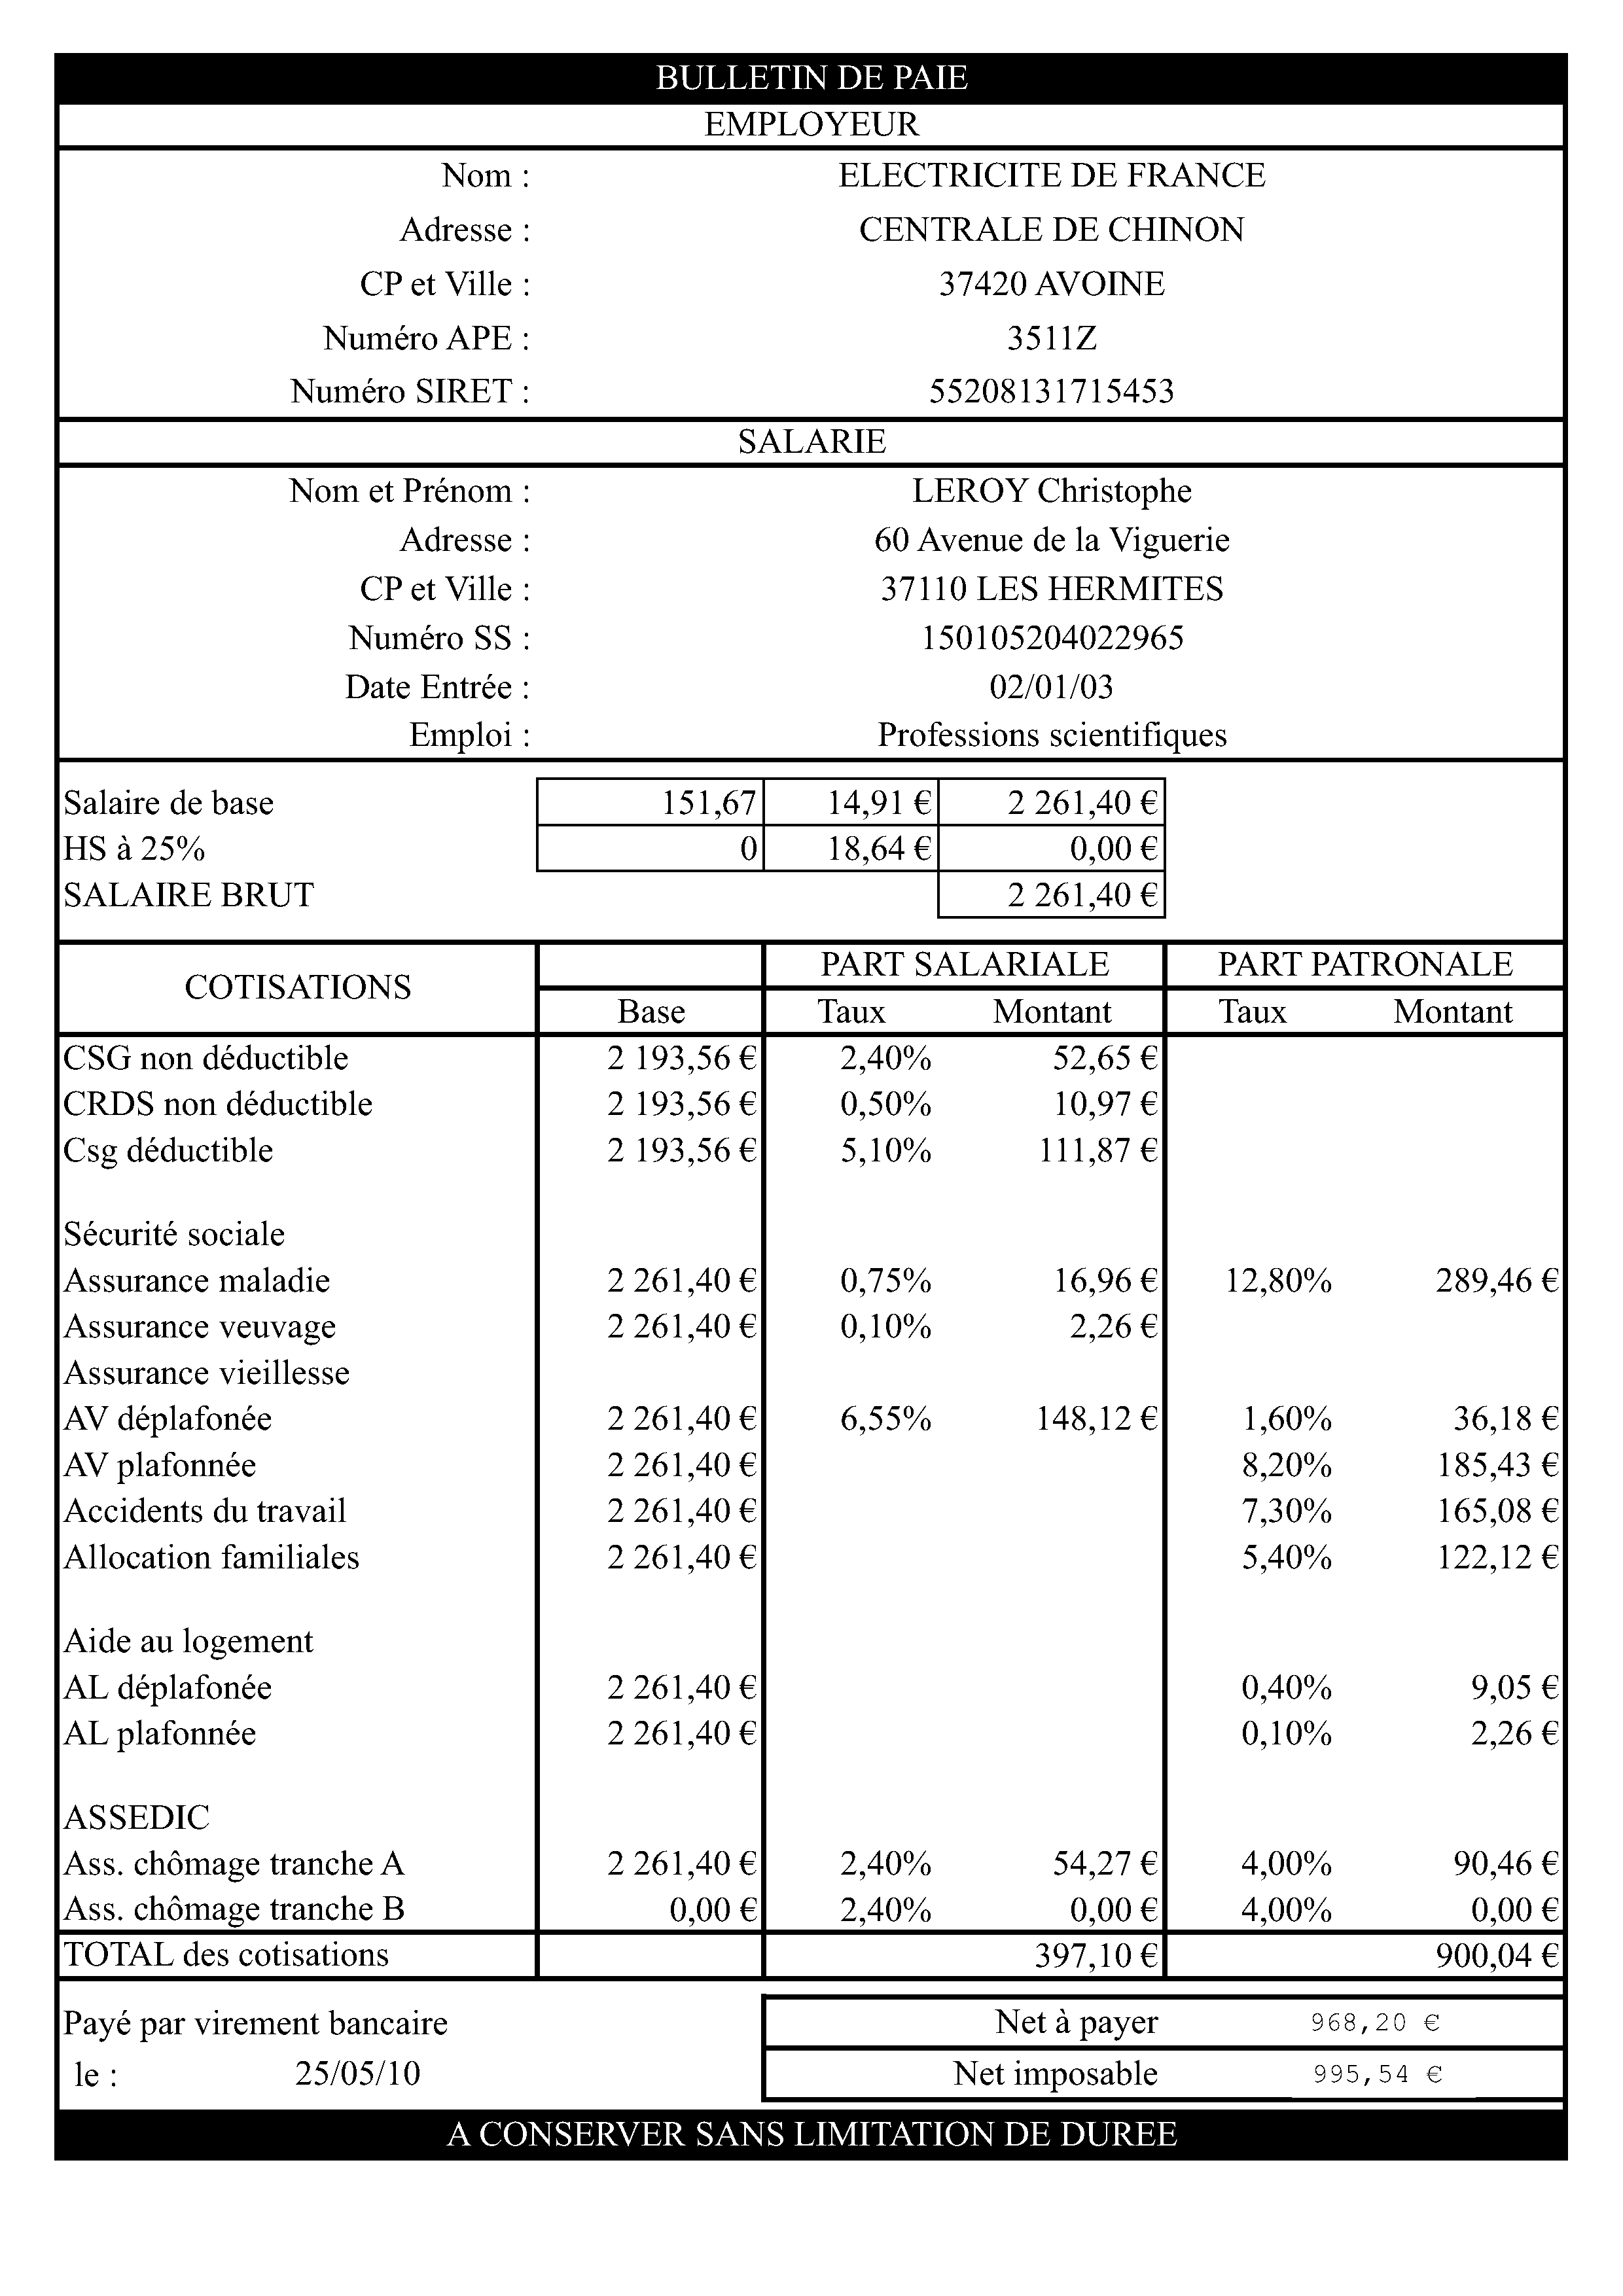 BULLETIN DE PAIE
EMPLOYEUR
Nom : ELECTRICITE DE FRANCE
Adresse : CENTRALE DE CHINON
CP et Ville : 37420 AVOINE
Numéro APE : 3511Z
Numéro SIRET : 55208131715453
SALARIE
Nom et Prénom : LEROY Christophe
Adresse : 60 Avenue de la Viguerie
CP et Ville : 37110 LES HERMITES
Numéro SS : 150105204022965
Date Entrée : 02/01/03
Emploi : Professions scientifiques
Salaire de base 151,67 14,91 € 2 261,40 €
HS à 25% 0 18,64 € 0,00 €
SALAIRE BRUT 2 261,40 €
COTISATIONS PART SALARIALE PART PATRONALE
Base Taux Montant Taux Montant
CSG non déductible 2 193,56 € 2,40% 52,65 €
CRDS non déductible 2 193,56 € 0,50% 10,97 €
Csg déductible 2 193,56 € 5,10% 111,87 €
Sécurité sociale
Assurance maladie 2 261,40 € 0,75% 16,96 € 12,80% 289,46 €
Assurance veuvage 2 261,40 € 0,10% 2,26 €
Assurance vieillesse
AV déplafonée 2 261,40 € 6,55% 148,12 € 1,60% 36,18 €
AV plafonnée 2 261,40 € 8,20% 185,43 €
Accidents du travail 2 261,40 € 7,30% 165,08 €
Allocation familiales 2 261,40 € 5,40% 122,12 €
Aide au logement
AL déplafonée 2 261,40 € 0,40% 9,05 €
AL plafonnée 2 261,40 € 0,10% 2,26 €
ASSEDIC
Ass. chômage tranche A 2 261,40 € 2,40% 54,27 € 4,00% 90,46 €
Ass. chômage tranche B 0,00 € 2,40% 0,00 € 4,00% 0,00 €
TOTAL des cotisations 397,10 € 900,04 €
Payé par virement bancaire Net à payer 968,20 €
le : 25/05/10 Net imposable 995,54 €
A CONSERVER SANS LIMITATION DE DUREE